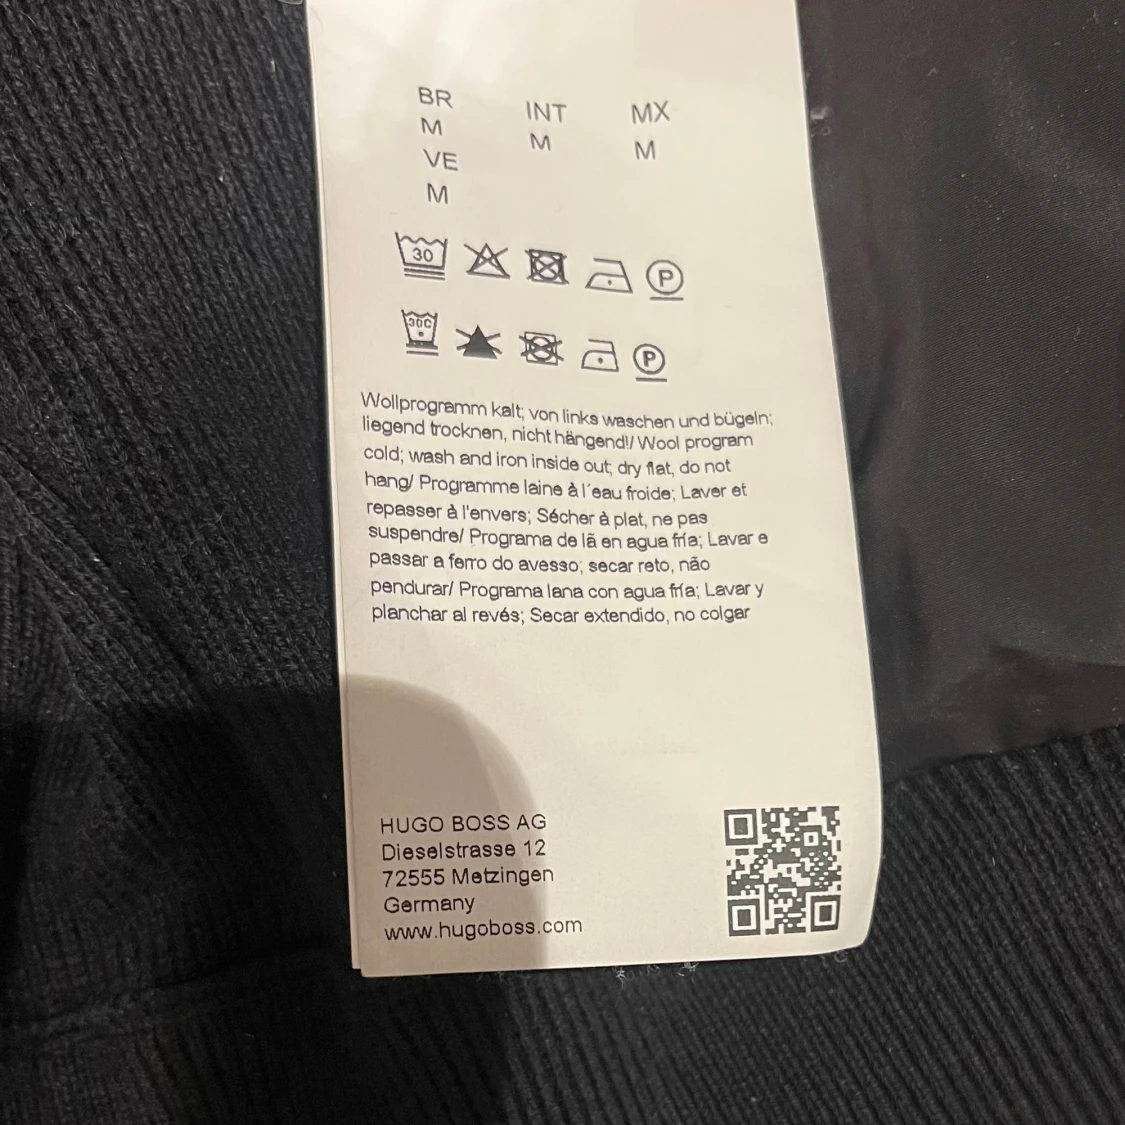 BR INT MX
M M M
VE
M
30 P
30C P
Wollprogramm kalt; von links waschen und bügeln;
liegend trocknen, nicht hängend!/ Wool program
cold; wash and iron inside out; dry flat, do not
hang/ Programme laine à l´eau froide; Laver et
repasser à l'envers; Sécher à plat, ne pas
suspendre/ Programa de lã en agua fría; Lavar e
passar a ferro do avesso; secar reto, não
pendurar/ Programa lana con agua fría; Lavar y
planchar al revés; Secar extendido, no colgar
HUGO BOSS AG
Dieselstrasse 12
72555 Metzingen
Germany
www.hugoboss.com